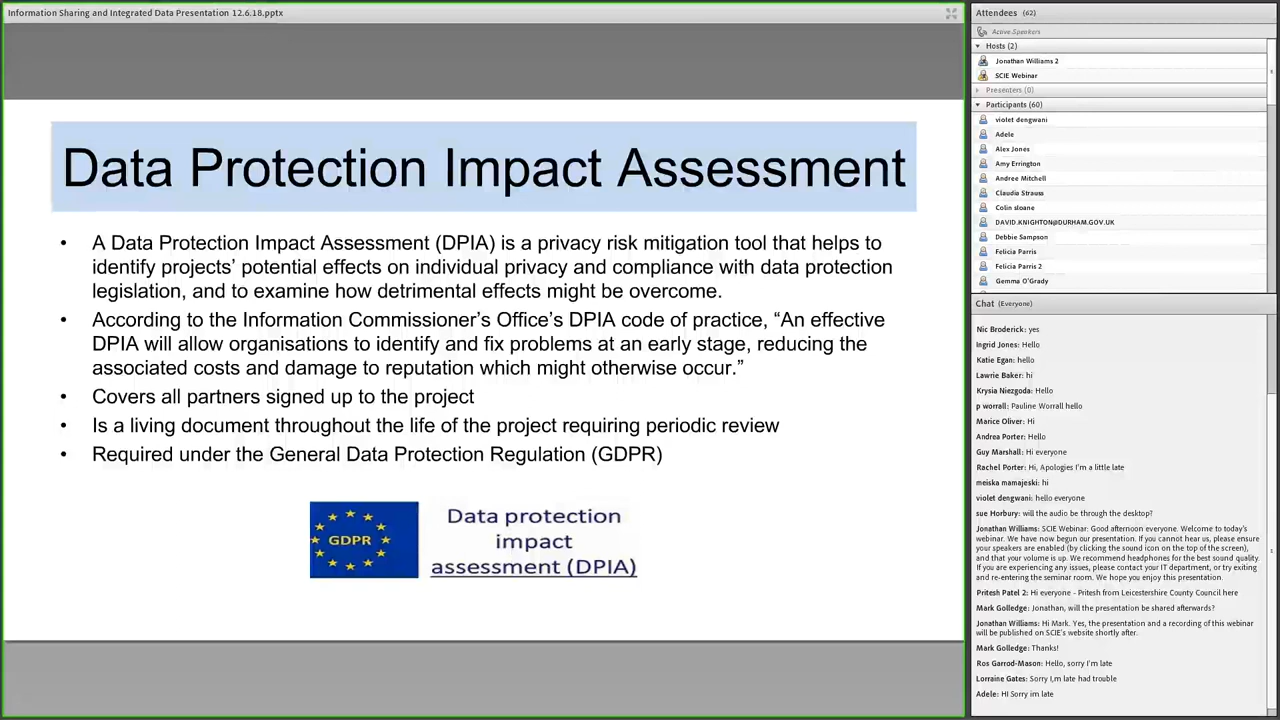 Information Sharing and Integrated Data Presentation 12.6.18.pptx
Data Protection Impact Assessment
• A Data Protection Impact Assessment (DPIA) is a privacy risk mitigation tool that helps to
identify projects’ potential effects on individual privacy and compliance with data protection
legislation, and to examine how detrimental effects might be overcome.
• According to the Information Commissioner’s Office’s DPIA code of practice, “An effective
DPIA will allow organisations to identify and fix problems at an early stage, reducing the
associated costs and damage to reputation which might otherwise occur.”
• Covers all partners signed up to the project
• Is a living document throughout the life of the project requiring periodic review
• Required under the General Data Protection Regulation (GDPR)
GDPR
Data protection
impact
assessment (DPIA)
Attendees (62)
Active Speakers
Hosts (2)
Jonathan Williams 2
SCIE Webinar
Presenters (0)
Participants (60)
violet dengwani
Adele
Alex Jones
Amy Errington
Andree Mitchell
Claudia Strauss
Colin sloane
DAVID.KNIGHTON@DURHAM.GOV.UK
Debbie Sampson
Felicia Parris
Felicia Parris 2
Gemma O'Grady
Chat (Everyone)
Nic Broderick: yes
Ingrid Jones: Hello
Katie Egan: hello
Lawrie Baker: hi
Krysia Niezgoda: Hello
p worrall: Pauline Worrall hello
Marice Oliver: Hi
Andrea Porter: Hello
Guy Marshall: Hi everyone
Rachel Porter: Hi, Apologies I'm a little late
meiska mamajeski: hi
violet dengwani: hello everyone
sue Horbury: will the audio be through the desktop?
Jonathan Williams: SCIE Webinar: Good afternoon everyone. Welcome to today's
webinar. We have now begun our presentation. If you cannot hear us, please ensure
your speakers are enabled (by clicking the sound icon on the top of the screen),
and that your volume is up. We recommend headphones for the best sound quality.
If you are experiencing any issues, please contact your IT department, or try exiting
and re-entering the seminar room. We hope you enjoy this presentation.
Pritesh Patel 2: Hi everyone - Pritesh from Leicestershire County Council here
Mark Golledge: Jonathan, will the presentation be shared afterwards?
Jonathan Williams: Hi Mark. Yes, the presentation and a recording of this webinar
will be published on SCIE's website shortly after.
Mark Golledge: Thanks!
Ros Garrod-Mason: Hello, sorry I'm late
Lorraine Gates: Sorry I,m late had trouble
Adele: HI Sorry im late